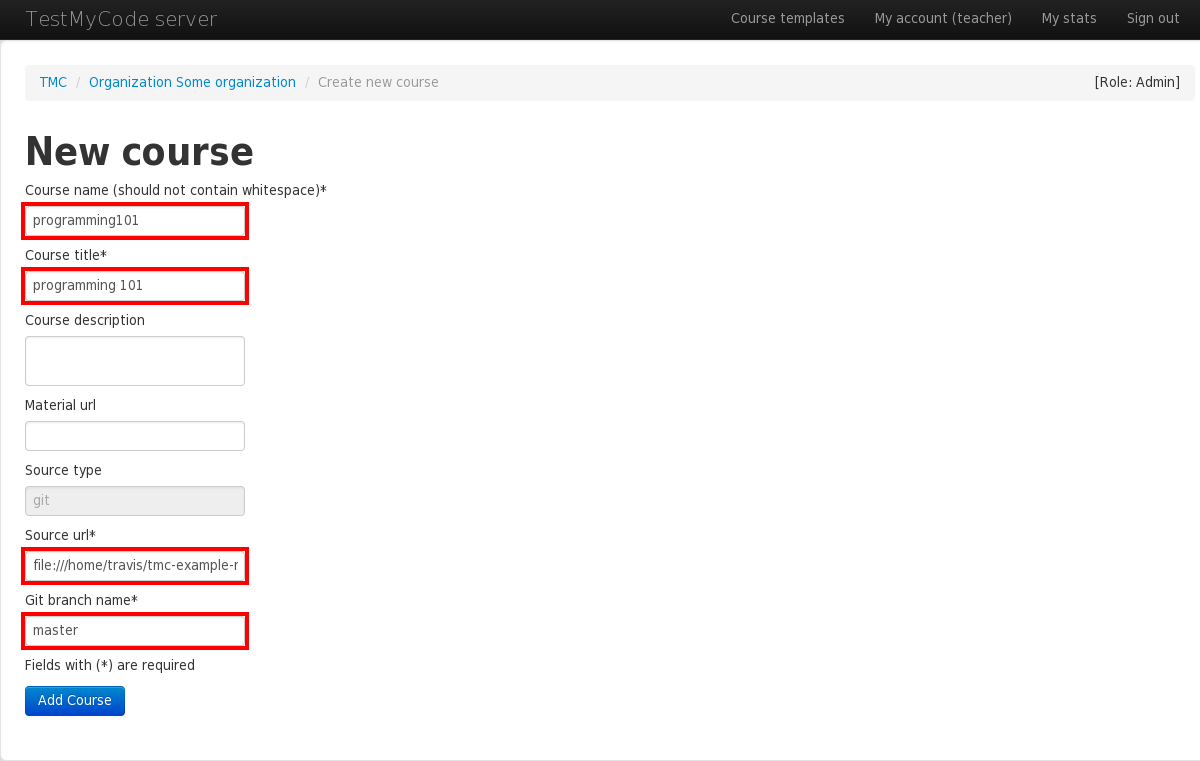 TestMyCode server
Course templates My account (teacher) My stats Sign out
TMC / Organization Some organization / Create new course [Role: Admin]
New course
Course name (should not contain whitespace)*
programming101
Course title*
programming 101
Course description
Material url
Source type
git
Source url*
file:///home/travis/tmc-example-r
Git branch name*
master
Fields with (*) are required
Add Course